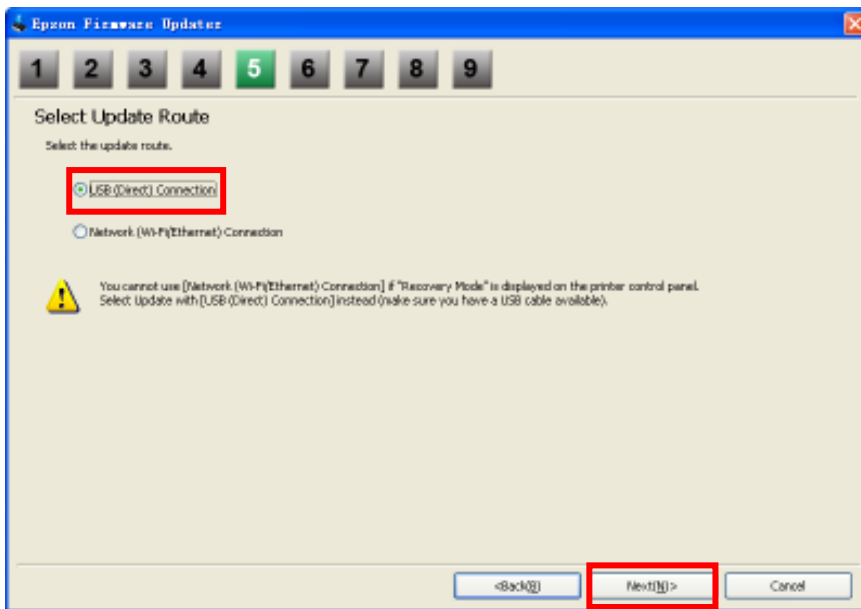 Epson Firmware Updater
1 2 3 4 5 6 7 8 9
Select Update Route
Select the update route.
USB (Direct) Connection
Network (Wi-Fi/Ethernet) Connection
You cannot use [Network (Wi-Fi/Ethernet) Connection] if "Recovery Mode" is displayed on the printer control panel.
Select Update with [USB (Direct) Connection] instead (make sure you have a USB cable available).
<Back(B) Next(N)> Cancel